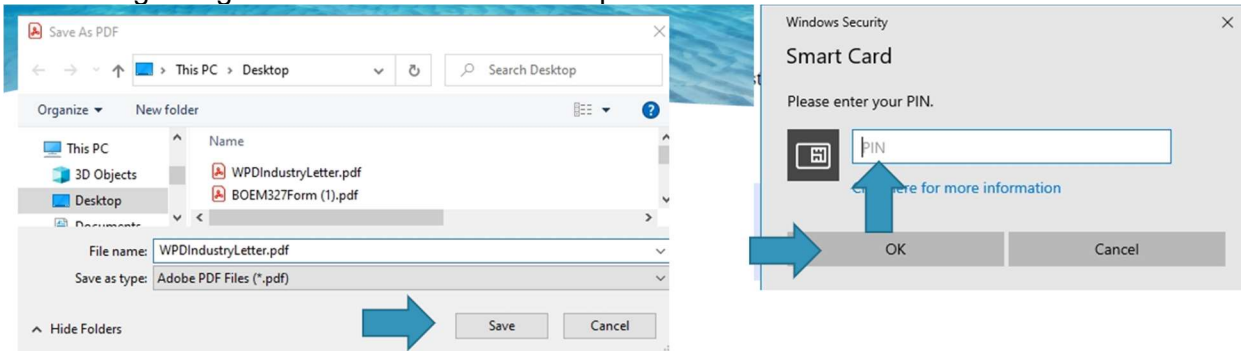 Save As PDF
This PC > Desktop
Search Desktop
Organize
New folder
This PC
3D Objects
Desktop
Documents
Name
WPDIndustryLetter.pdf
BOEM327Form (1).pdf
File name: WPDIndustryLetter.pdf
Save as type: Adobe PDF Files (*.pdf)
Hide Folders
Save
Cancel
Windows Security
Smart Card
Please enter your PIN.
PIN
for more information
OK
Cancel